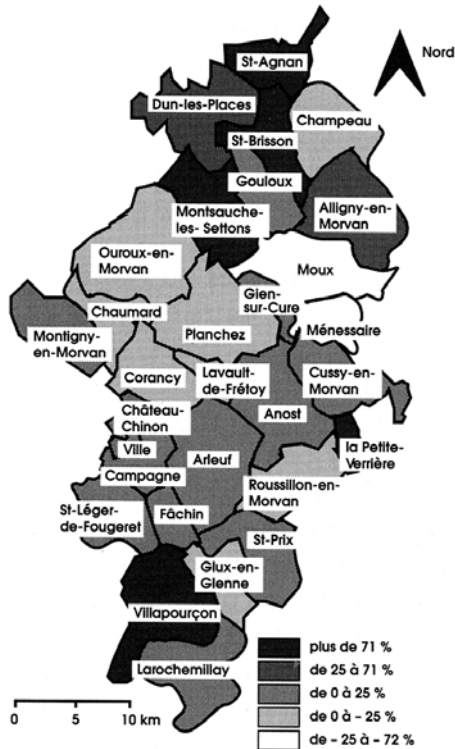 Nord
St-Agnan
Dun-les-Places
Champeau
St-Brisson
Gouloux
Montsauche-
les- Settons
Alligny-en-
Morvan
Ouroux-en-
Morvan
Moux
Gien-
sur-Cure
Chaumard
Ménessaire
Montigny-
en-Morvan
Planchez
Corancy
Lavault-
de-Frétoy
Cussy-en-
Morvan
Anost
Château-
Chinon
Ville
Campagne
Arleuf
la Petite-
Verrière
Roussillon-en-
Morvan
St-Léger-
de-Fougeret
Fâchin
St-Prix
Glux-en-
Glenne
Villapourçon
Larochemillay
plus de 71 %
de 25 à 71 %
de 0 à 25 %
de 0 à – 25 %
de – 25 à – 72 %
0 5 10 km